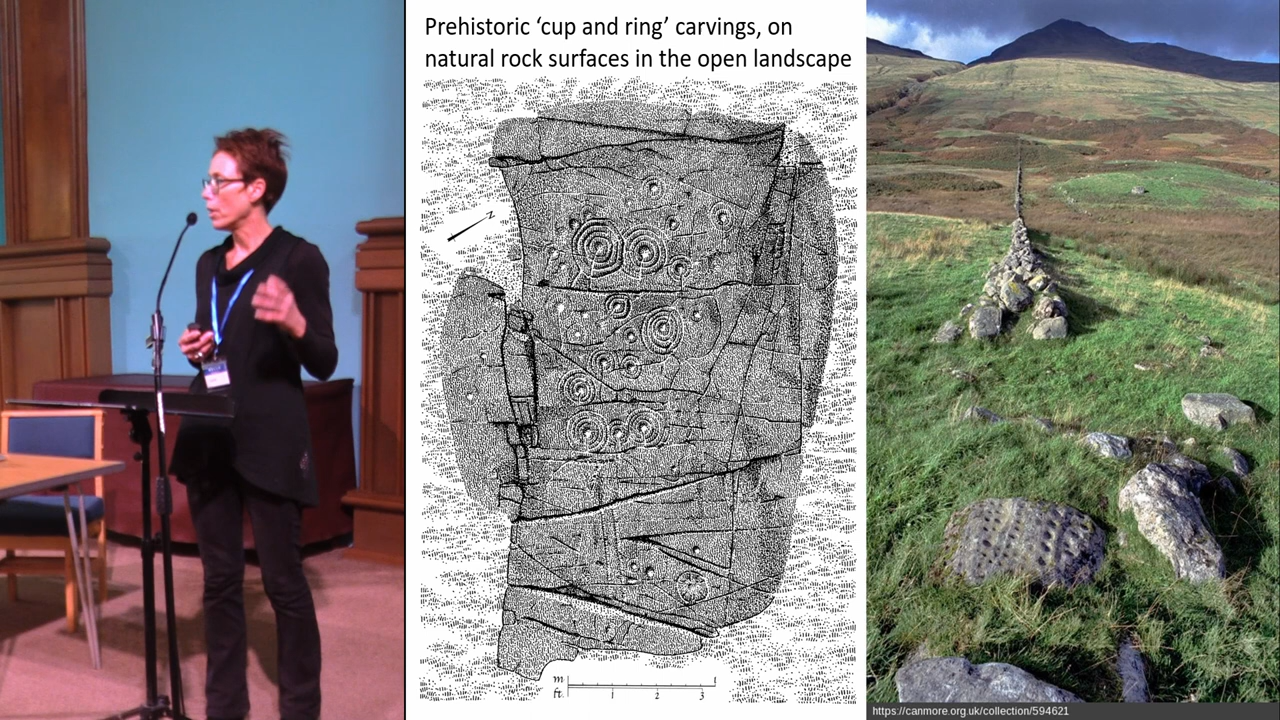 Prehistoric ‘cup and ring’ carvings, on
natural rock surfaces in the open landscape
z
m
ft.
1
2
3
https://canmore.org.uk/collection/594621